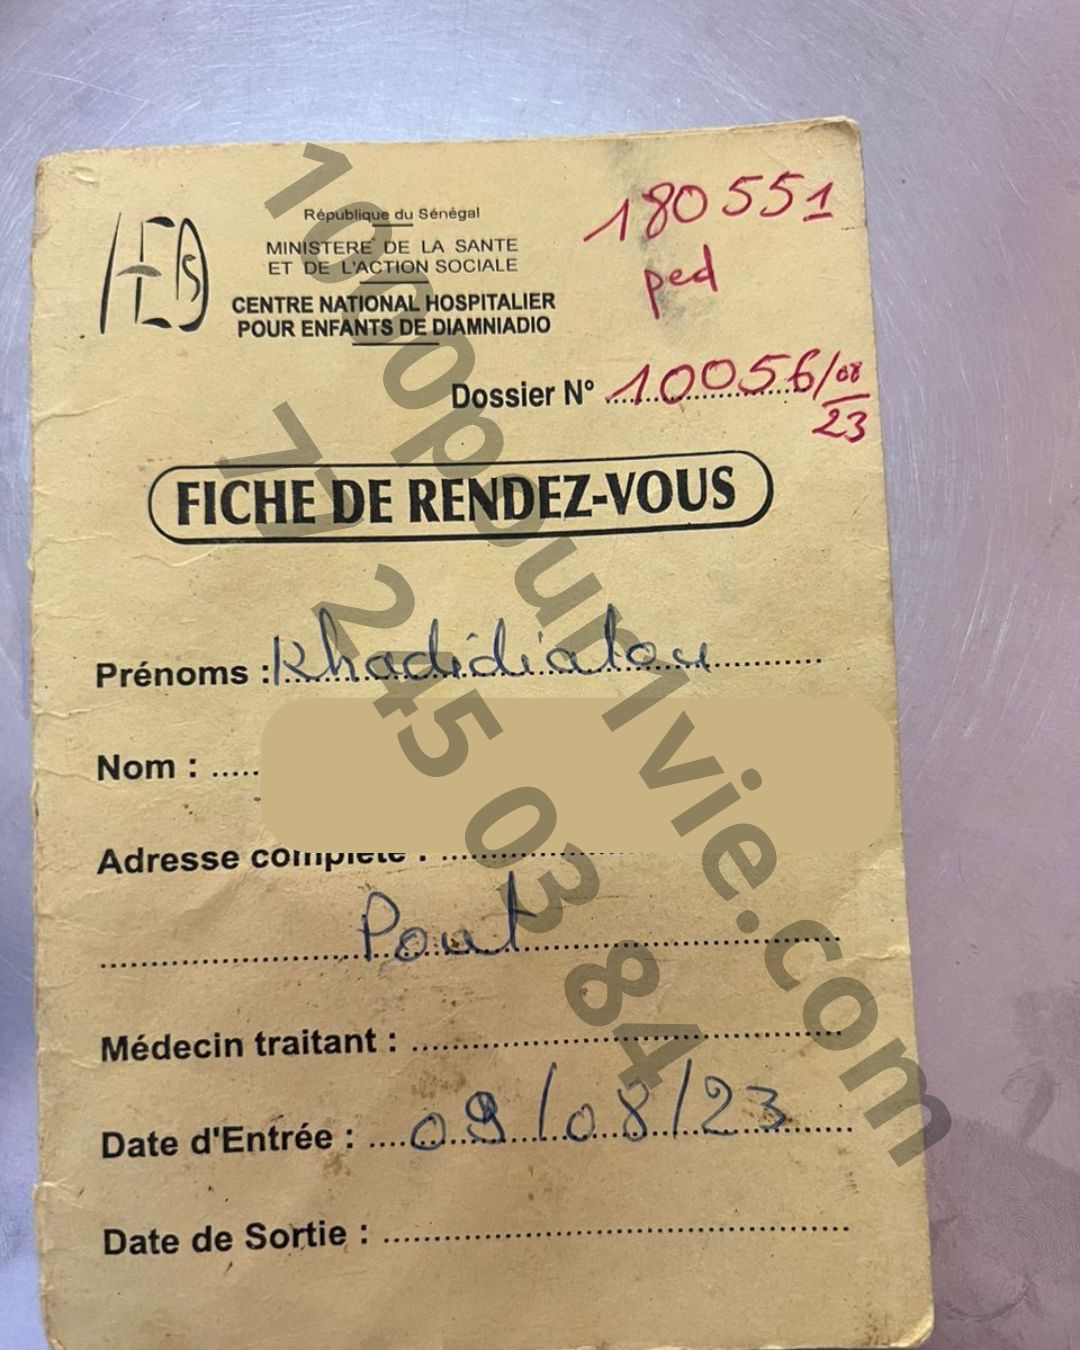 République du Sénégal
MINISTERE DE LA SANTE
ET DE L'ACTION SOCIALE
CENTRE NATIONAL HOSPITALIER
POUR ENFANTS DE DIAMNIADIO
180551
ped
Dossier N° 10056/08/23
FICHE DE RENDEZ-VOUS
Prénoms : Khadidiatou
Nom :
Adresse complète :
Pout
Médecin traitant :
Date d'Entrée : 09/08/23
Date de Sortie :
1000pour1vie.com
77 245 03 84